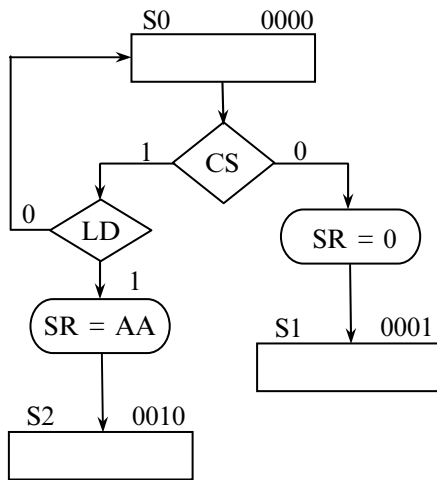 S0 0000
1 CS 0
0 LD
SR = 0
1
SR = AA
S1 0001
S2 0010